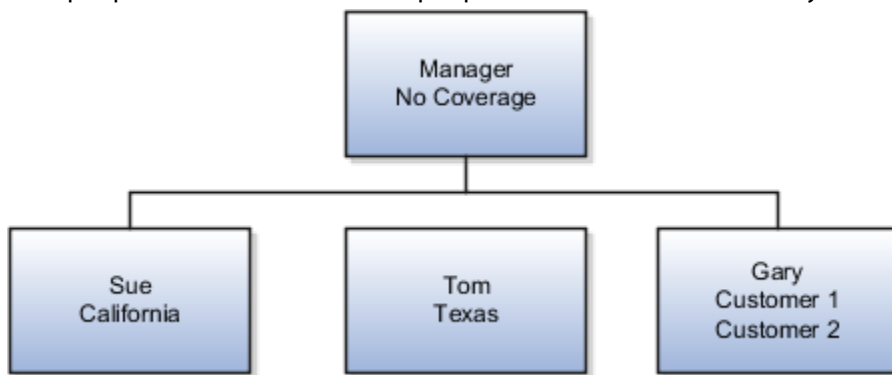 Manager
No Coverage
Sue
California
Tom
Texas
Gary
Customer 1
Customer 2